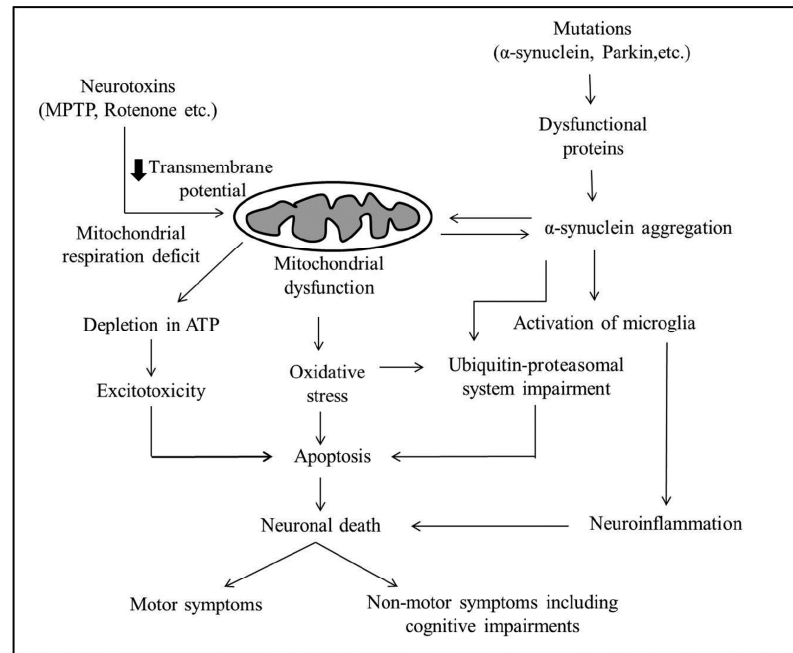 Mutations
(α-synuclein, Parkin,etc.)
Neurotoxins
(MPTP, Rotenone etc.)
Dysfunctional
proteins
Transmembrane
potential
Mitochondrial
respiration deficit
α-synuclein aggregation
Mitochondrial
dysfunction
Depletion in ATP
Activation of microglia
Excitotoxicity
Oxidative
stress
Ubiquitin-proteasomal
system impairment
Apoptosis
Neuronal death
Neuroinflammation
Motor symptoms
Non-motor symptoms including
cognitive impairments